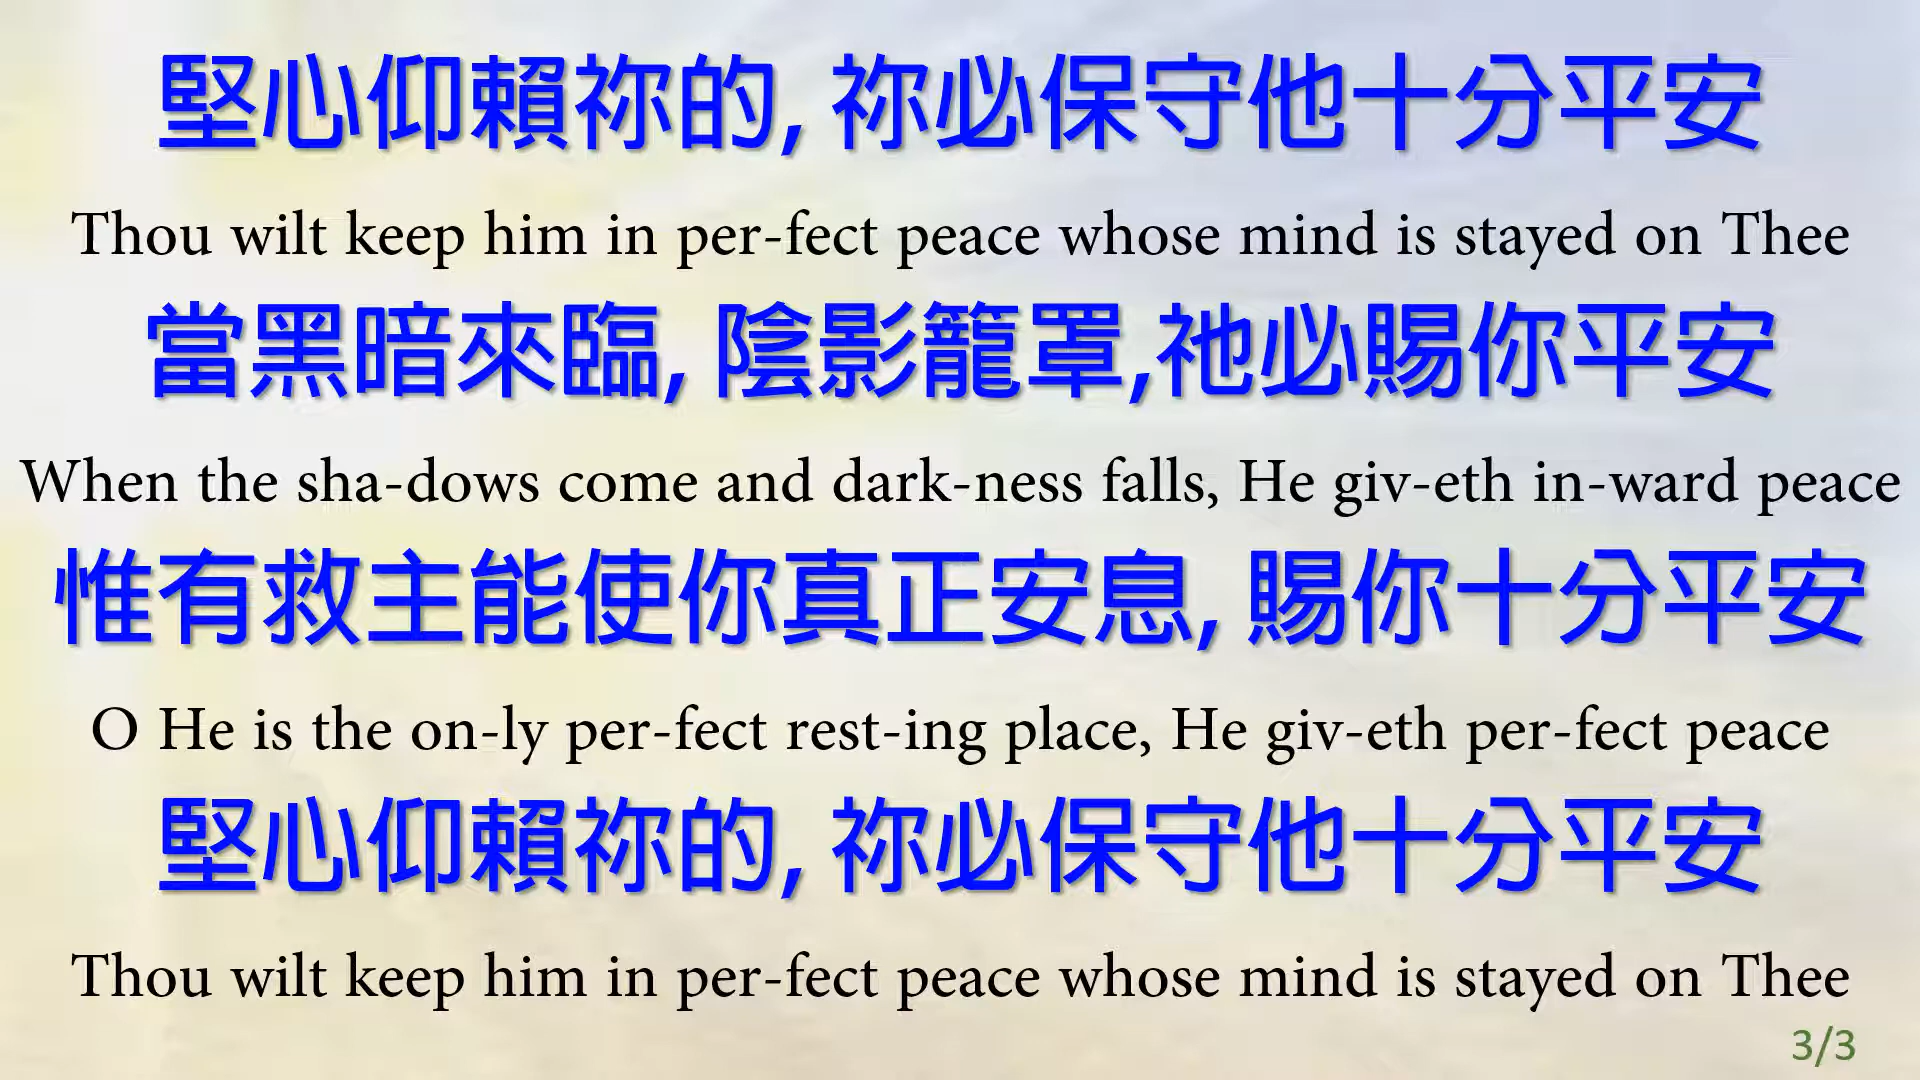 堅心仰賴祢的, 祢必保守他十分平安
Thou wilt keep him in per-fect peace whose mind is stayed on Thee
當黑暗來臨, 陰影籠罩,祂必賜你平安
When the sha-dows come and dark-ness falls, He giv-eth in-ward peace
惟有救主能使你真正安息, 賜你十分平安
O He is the on-ly per-fect rest-ing place, He giv-eth per-fect peace
堅心仰賴祢的, 祢必保守他十分平安
Thou wilt keep him in per-fect peace whose mind is stayed on Thee
3/3